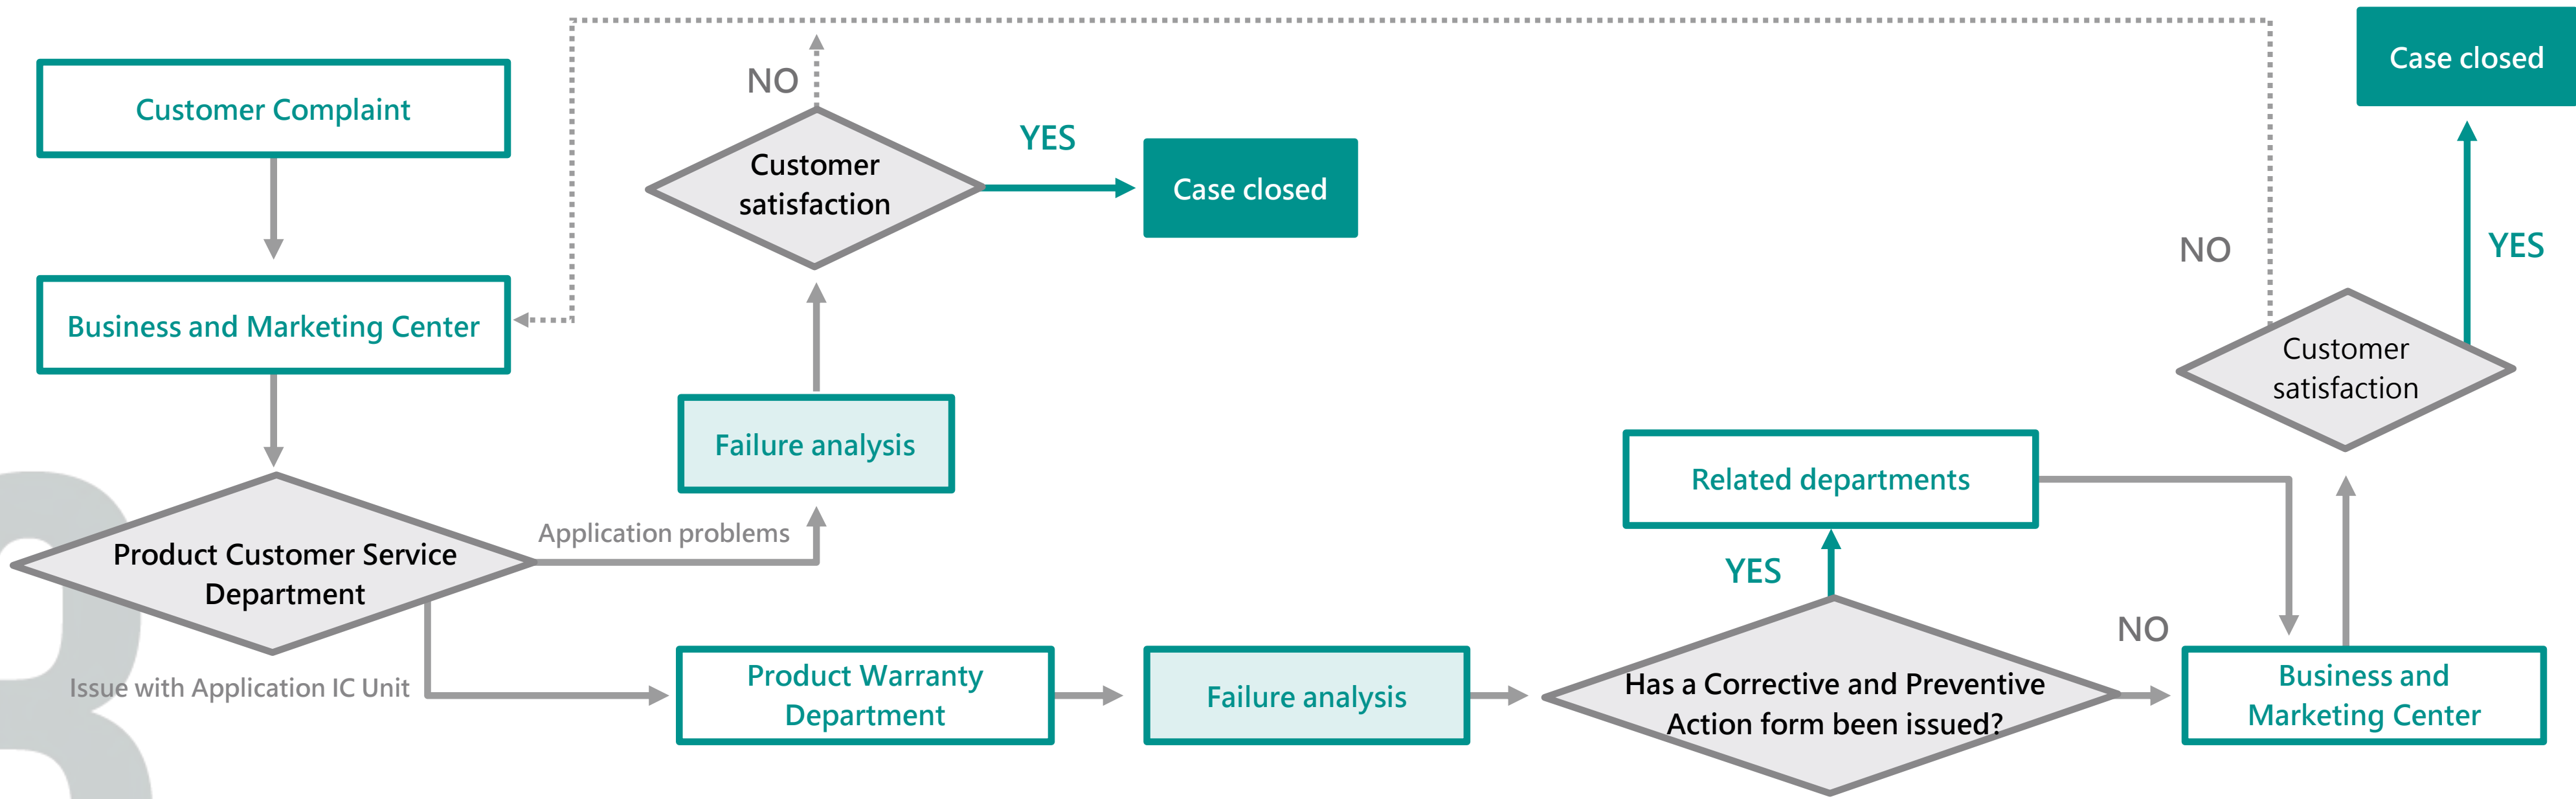 Customer Complaint
Business and Marketing Center
Product Customer Service
Department
Application problems
Issue with Application IC Unit
Failure analysis
Customer
satisfaction
NO
YES
Case closed
Product Warranty
Department
Failure analysis
Has a Corrective and Preventive
Action form been issued?
YES
Related departments
NO
Business and
Marketing Center
Customer
satisfaction
NO
YES
Case closed